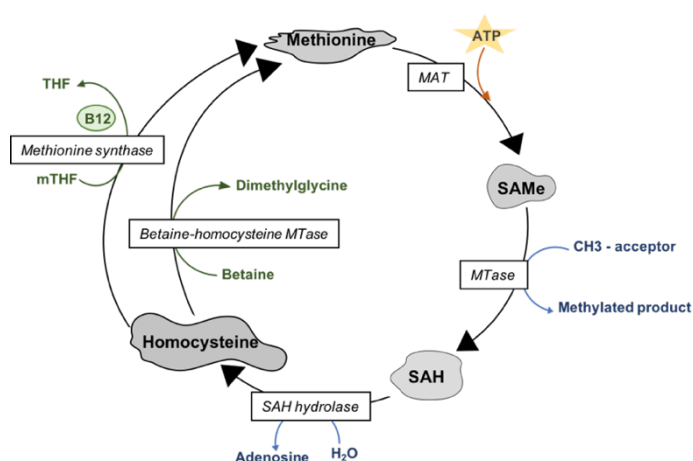 Methionine
ATP
MAT
THF
B12
Methionine synthase
mTHF
Dimethylglycine
SAMe
Betaine-homocysteine MTase
CH3 - acceptor
Betaine
MTase
Methylated product
Homocysteine
SAH
SAH hydrolase
Adenosine
H₂O